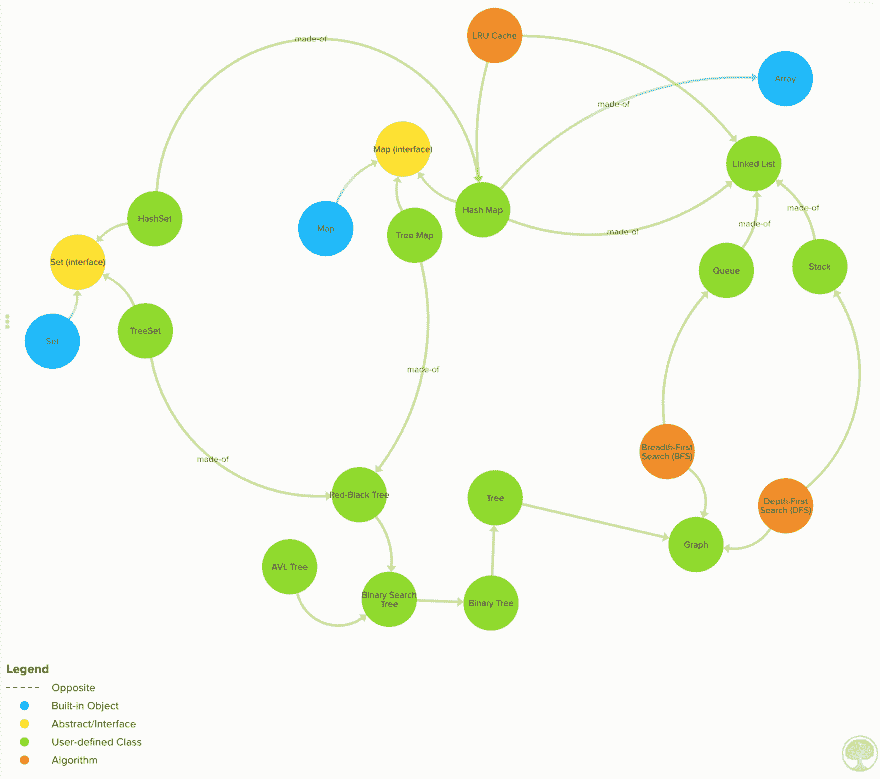 made-of
LRU Cache
Array
made-of
Map (interface)
Linked List
Hash Map
made-of
HashSet
Map
Tree Map
made-of
made-of
Set (interface)
Queue
Stack
Set
TreeSet
made-of
Breadth-First
Search (BFS)
made-of
Red-Black Tree
Tree
Depth-First
Search (DFS)
Graph
AVL Tree
Binary Search
Tree
Binary Tree
Legend
Opposite
Built-in Object
Abstract/Interface
User-defined Class
Algorithm